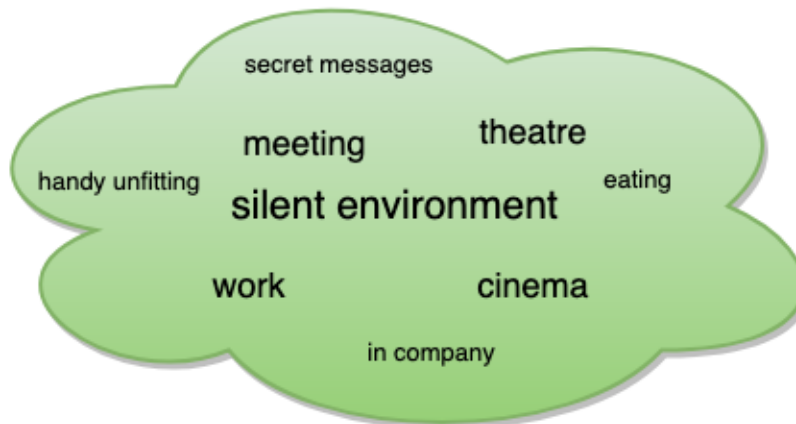 secret messages
meeting
theatre
handy unfitting
eating
silent environment
work
cinema
in company